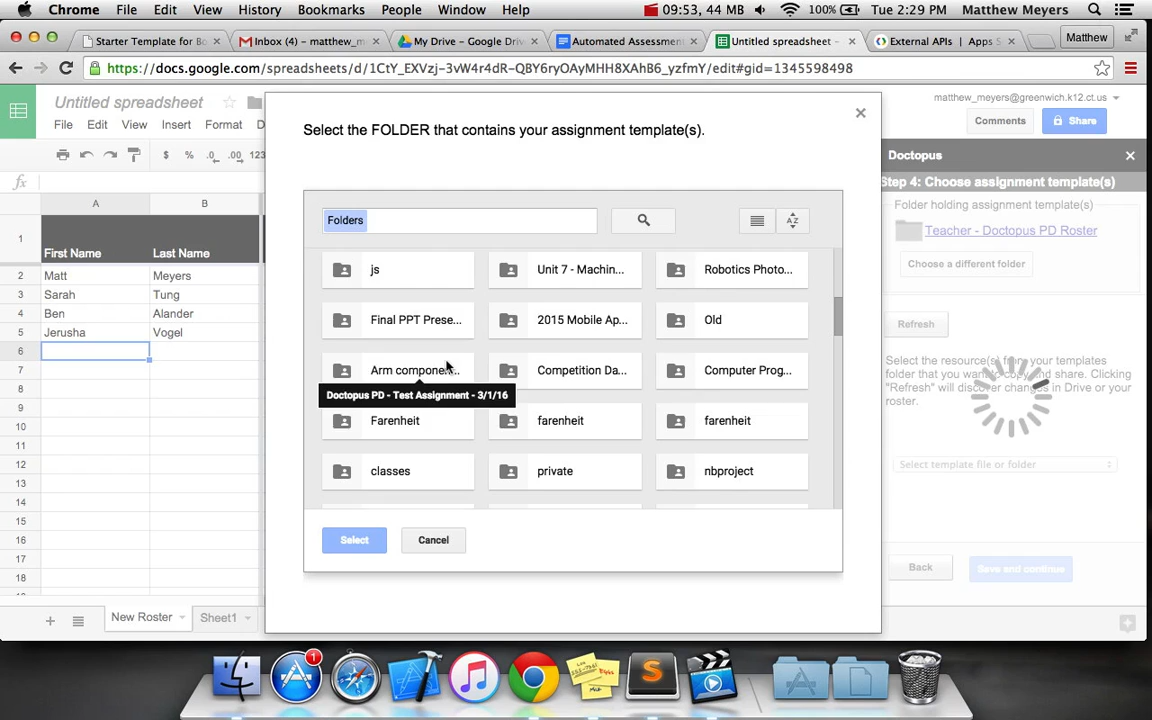 Chrome File Edit View History Bookmarks People Window Help 09:53, 44 MB 100% Tue 2:29 PM Matthew Meyers
Starter Template for Bo × Inbox (4) – matthew_m × My Drive – Google Driv × Automated Assessment × Untitled spreadsheet – × External APIs | Apps S × Matthew
https://docs.google.com/spreadsheets/d/1CtY_EXVzj-3vW4r4dR-QBY6ryOAyMHH8XAhB6_yzfmY/edit#gid=1345598498
Untitled spreadsheet
matthew_meyers@greenwich.k12.ct.us
File Edit View Insert Format D
Comments Share
$ % .0 .00 123
fx
A B
1 First Name Last Name
2 Matt Meyers
3 Sarah Tung
4 Ben Alander
5 Jerusha Vogel
6
7
8
9
10
11
12
13
14
15
16
17
18
New Roster Sheet1
Select the FOLDER that contains your assignment template(s).
Folders
js Unit 7 - Machin... Robotics Photo...
Final PPT Prese... 2015 Mobile Ap... Old
Arm compone... Competition Da... Computer Prog...
Doctopus PD - Test Assignment - 3/1/16
Farenheit farenheit farenheit
classes private nbproject
Select Cancel
Doctopus
Step 4: Choose assignment template(s)
Folder holding assignment template(s)
Teacher - Doctopus PD Roster
Choose a different folder
Refresh
Select the resource(s) from your templates
folder that you want to copy and share. Clicking
"Refresh" will discover changes in Drive or your
roster.
Select template file or folder
Back Save and continue
1
S